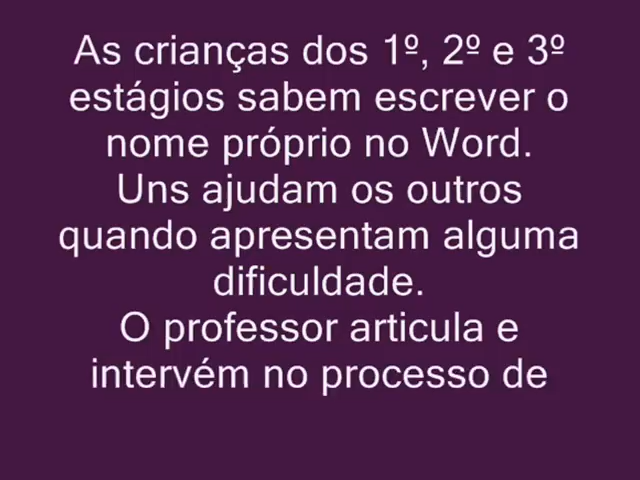 As crianças dos 1º, 2º e 3º
estágios sabem escrever o
nome próprio no Word.
Uns ajudam os outros
quando apresentam alguma
dificuldade.
O professor articula e
intervém no processo de